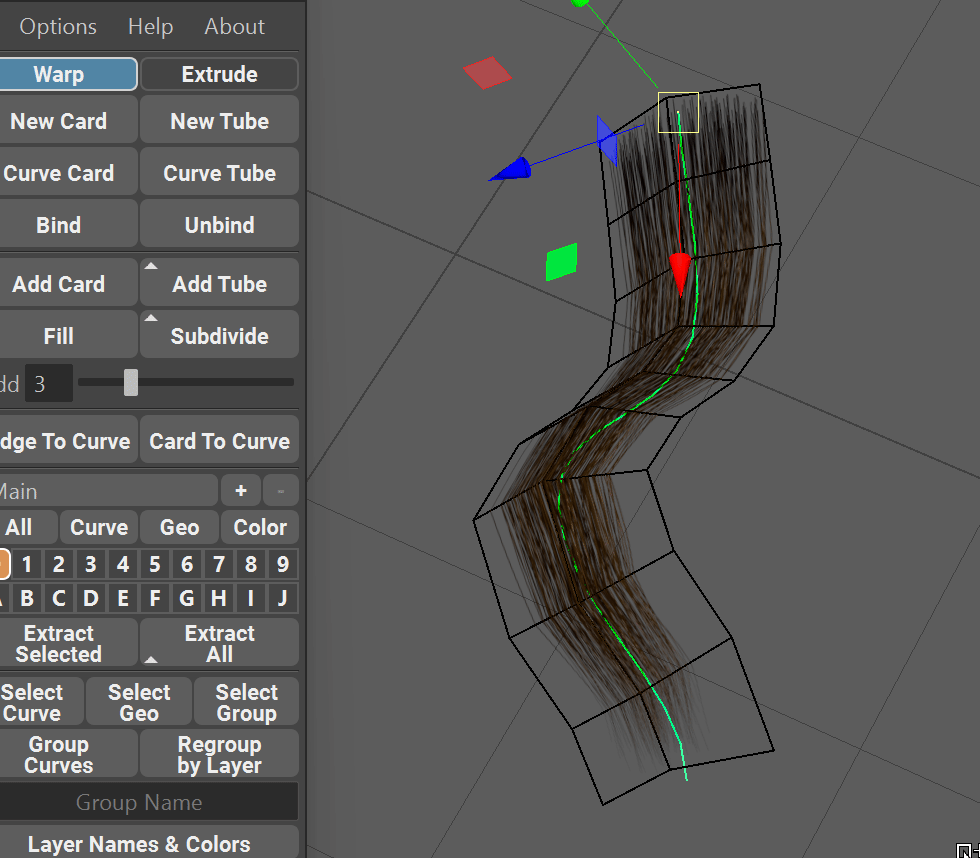 Options Help About
Warp Extrude
New Card New Tube
Curve Card Curve Tube
Bind Unbind
Add Card Add Tube
Fill Subdivide
dd 3
dge To Curve Card To Curve
Main + -
All Curve Geo Color
1 2 3 4 5 6 7 8 9
A B C D E F G H I J
Extract Selected Extract All
Select Curve Select Geo Select Group
Group Curves Regroup by Layer
Group Name
Layer Names & Colors